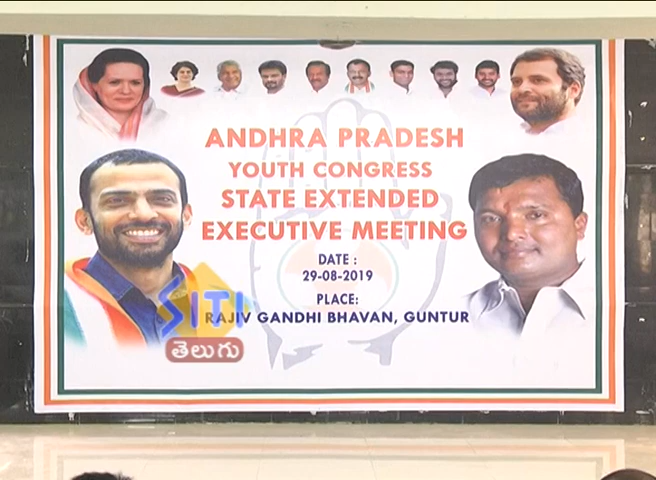 ANDHRA PRADESH
YOUTH CONGRESS
STATE EXTENDED
EXECUTIVE MEETING
DATE :
29-08-2019
PLACE:
RAJIV GANDHI BHAVAN, GUNTUR
SITI
తెలుగు